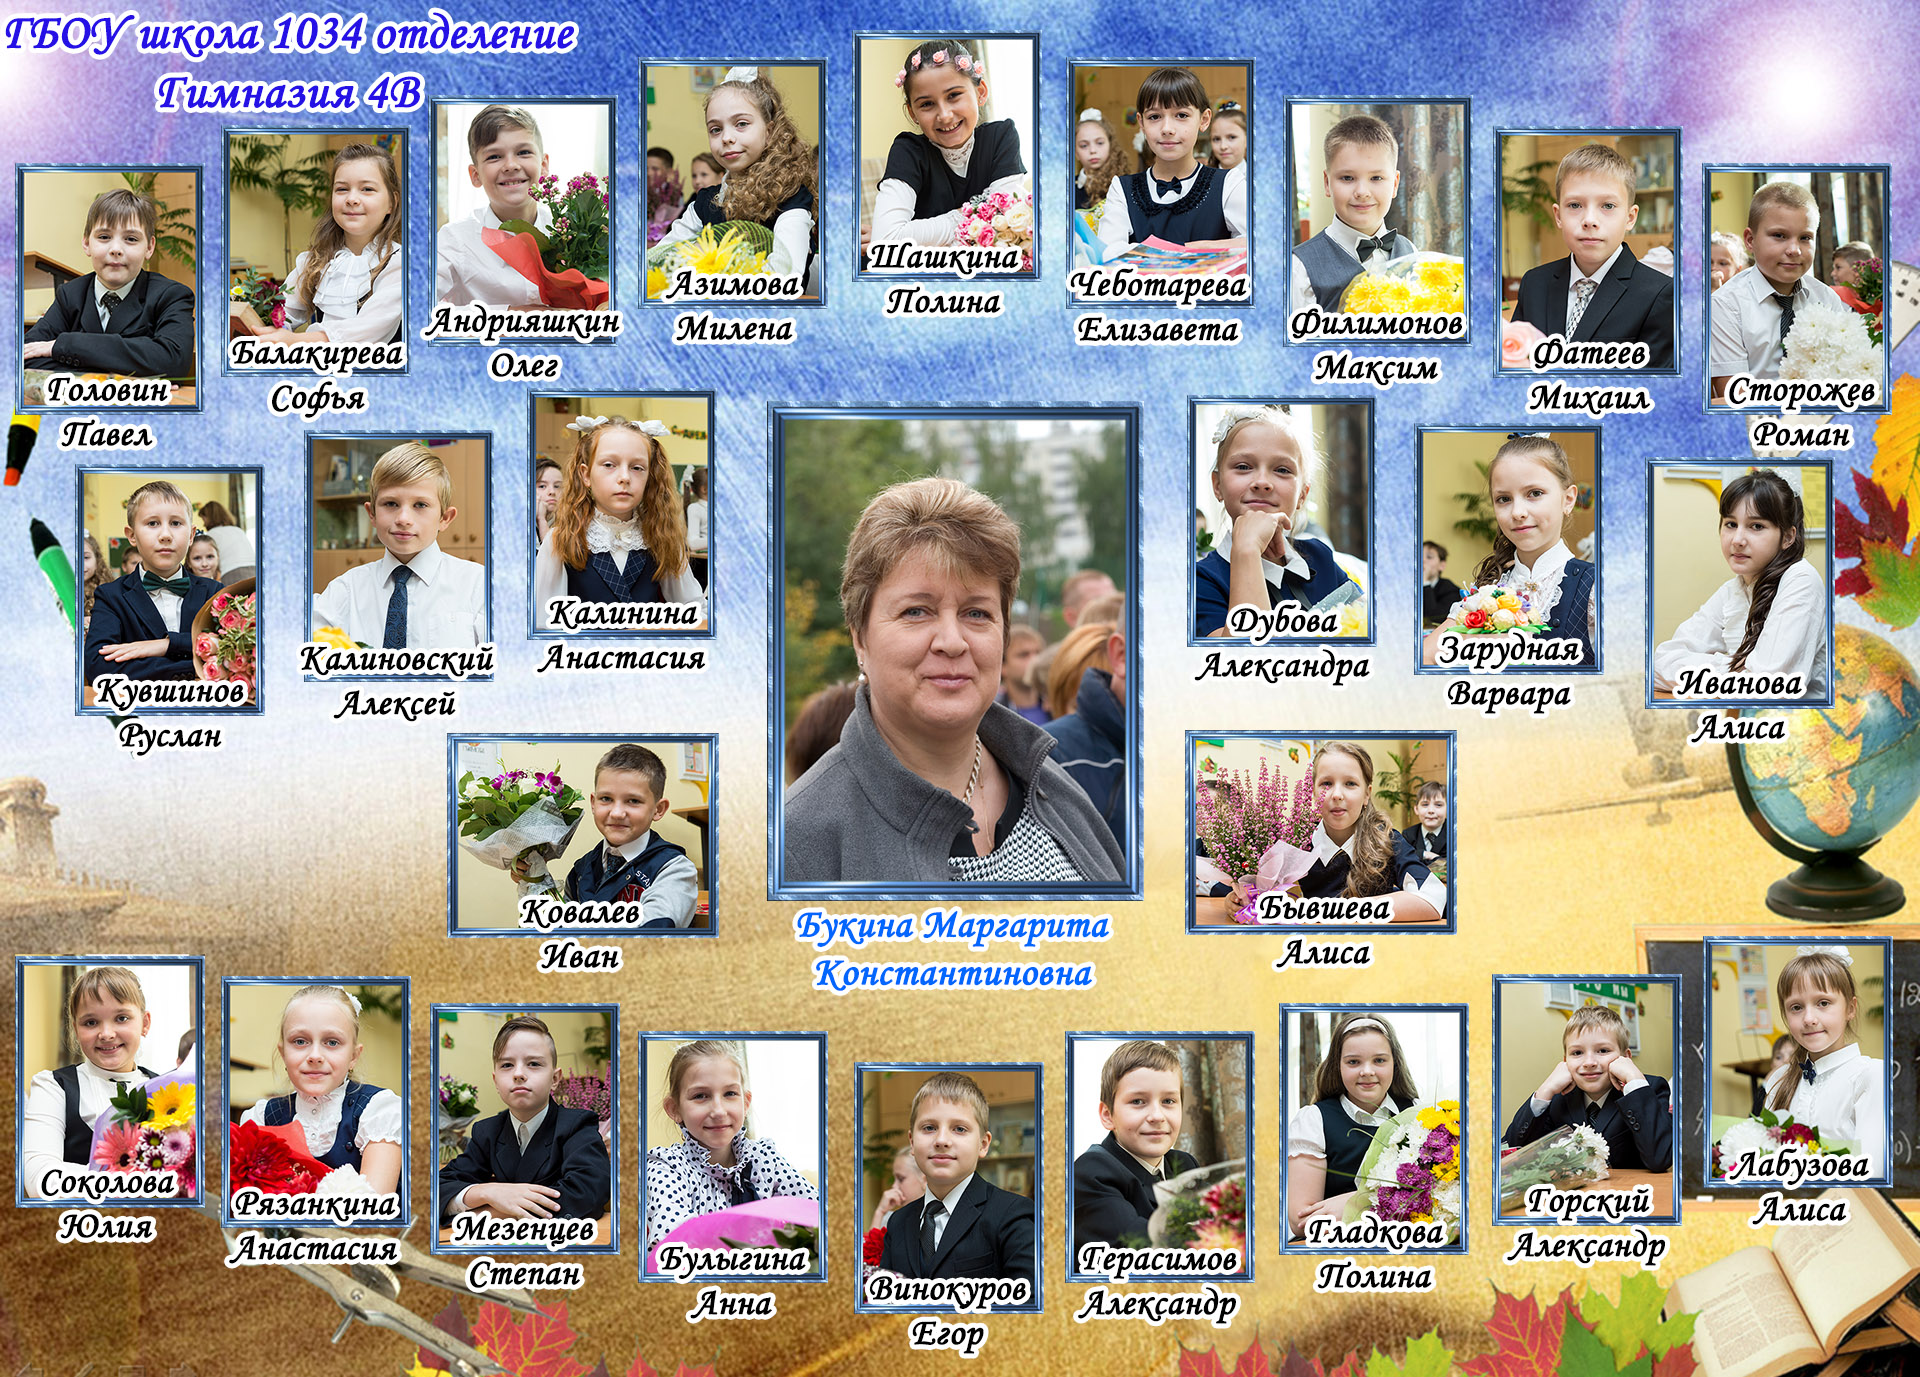 ГБОУ школа 1034 отделение
Гимназия 4В
Головин
Павел
Балакирева
Софья
Андрияшкин
Олег
Азимова
Милена
Шашкина
Полина
Чеботарева
Елизавета
Филимонов
Максим
Фатеев
Михаил
Сторожев
Роман
Кувшинов
Руслан
Калиновский
Алексей
Калинина
Анастасия
Дубова
Александра
Зарудная
Варвара
Иванова
Алиса
Ковалев
Иван
Букина Маргарита
Константиновна
Бывшева
Алиса
Соколова
Юлия
Рязанкина
Анастасия
Мезенцев
Степан
Булыгина
Анна
Винокуров
Егор
Герасимов
Александр
Гладкова
Полина
Горский
Александр
Лабузова
Алиса